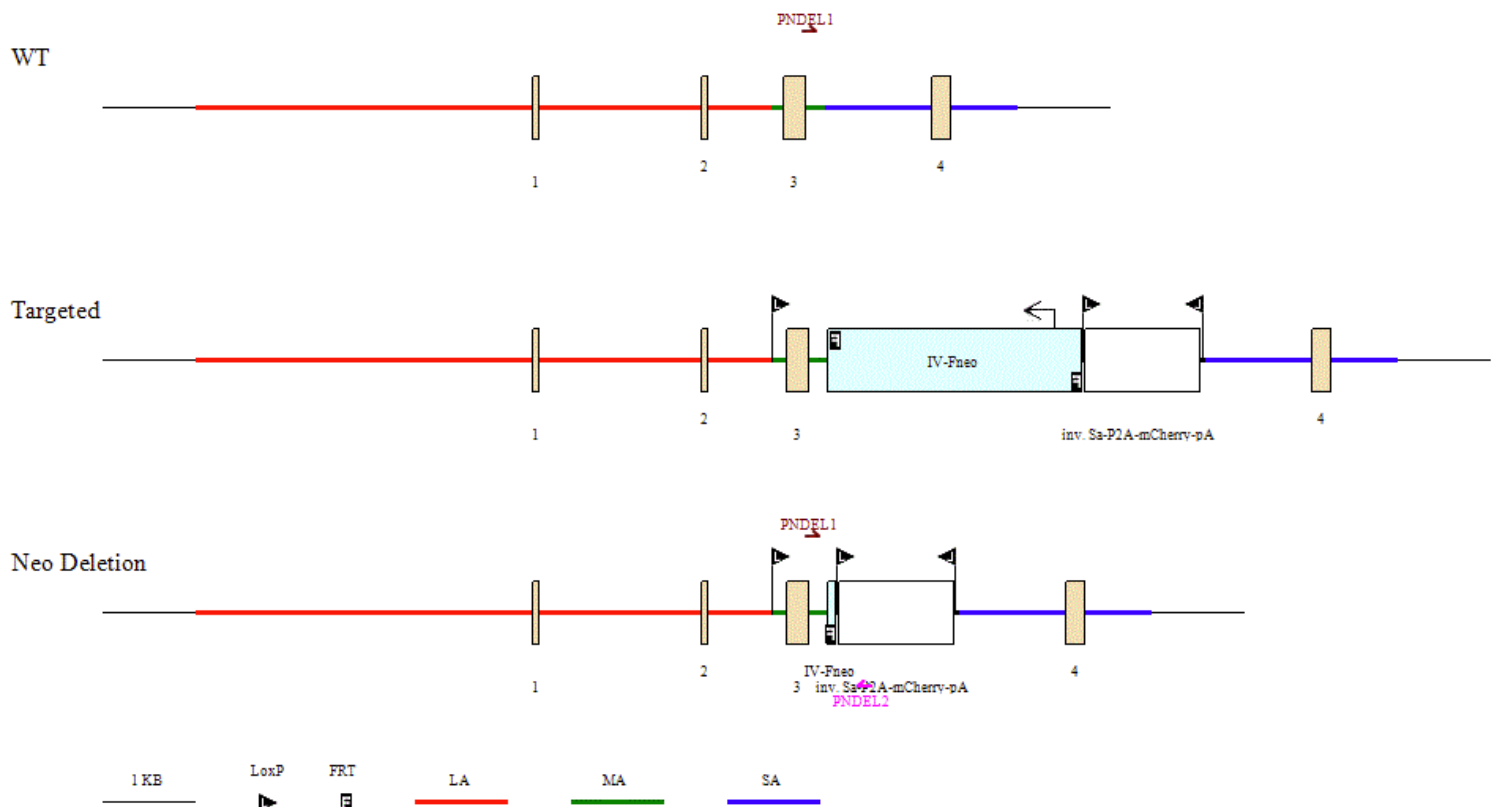 PNDEL1
WT
1
2
3
4
Targeted
L
L
L
F
IV-Fneo
F
1
2
3
inv. Sa-P2A-mCherry-pA
4
PNDEL1
Neo Deletion
L
L
L
F
IV-Fneo
1
2
3
inv. Sa-P2A-mCherry-pA
4
PNDEL2
1 KB
LoxP
FRT
LA
MA
SA
L
F